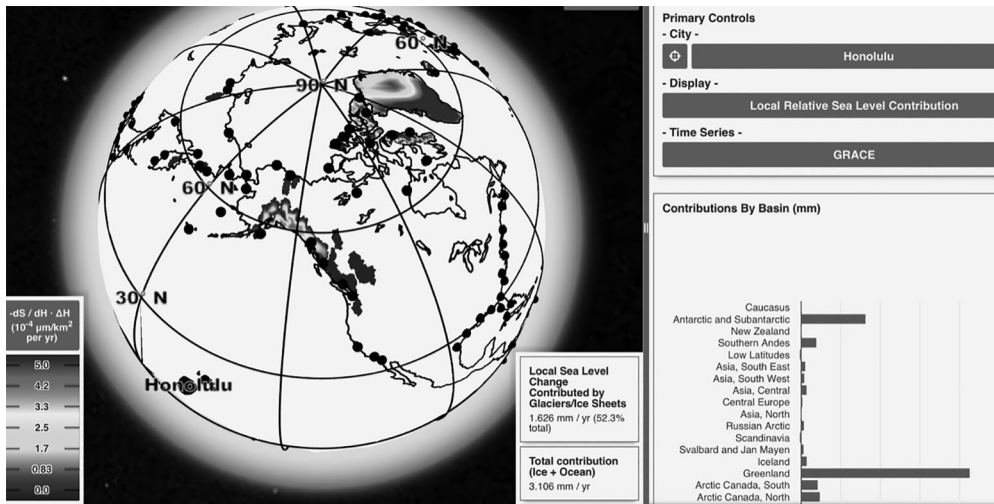 60° N
90° N
60° N
30° N
Honolulu
-dS / dH · ΔH
(10⁻⁴ μm/km²
per yr)
5.0
4.2
3.3
2.5
1.7
0.83
0.0
Local Sea Level
Change
Contributed by
Glaciers/Ice Sheets
1.626 mm / yr (52.3%
total)
Total contribution
(Ice + Ocean)
3.106 mm / yr
Primary Controls
- City -
Honolulu
- Display -
Local Relative Sea Level Contribution
- Time Series -
GRACE
Contributions By Basin (mm)
Caucasus
Antarctic and Subantarctic
New Zealand
Southern Andes
Low Latitudes
Asia, South East
Asia, South West
Asia, Central
Central Europe
Asia, North
Russian Arctic
Scandinavia
Svalbard and Jan Mayen
Iceland
Greenland
Arctic Canada, South
Arctic Canada, North